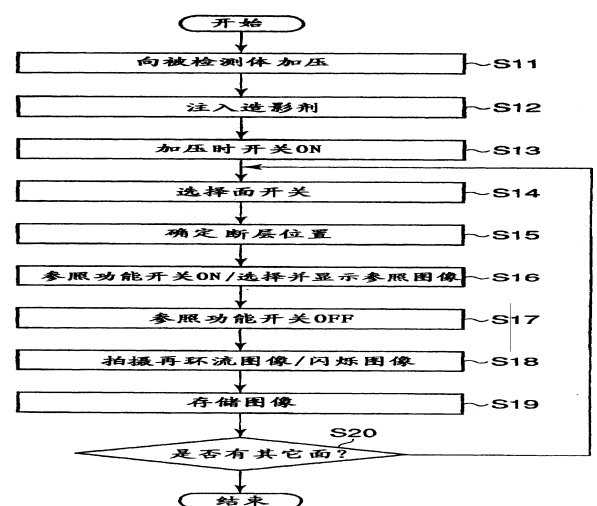 开始
向被检测体加压 S11
注入造影剂 S12
加压时开关ON S13
选择面开关 S14
确定断层位置 S15
参照功能开关ON/选择并显示参照图像 S16
参照功能开关OFF S17
拍摄再环流图像/闪烁图像 S18
存储图像 S19
S20
是否有其它面?
结束